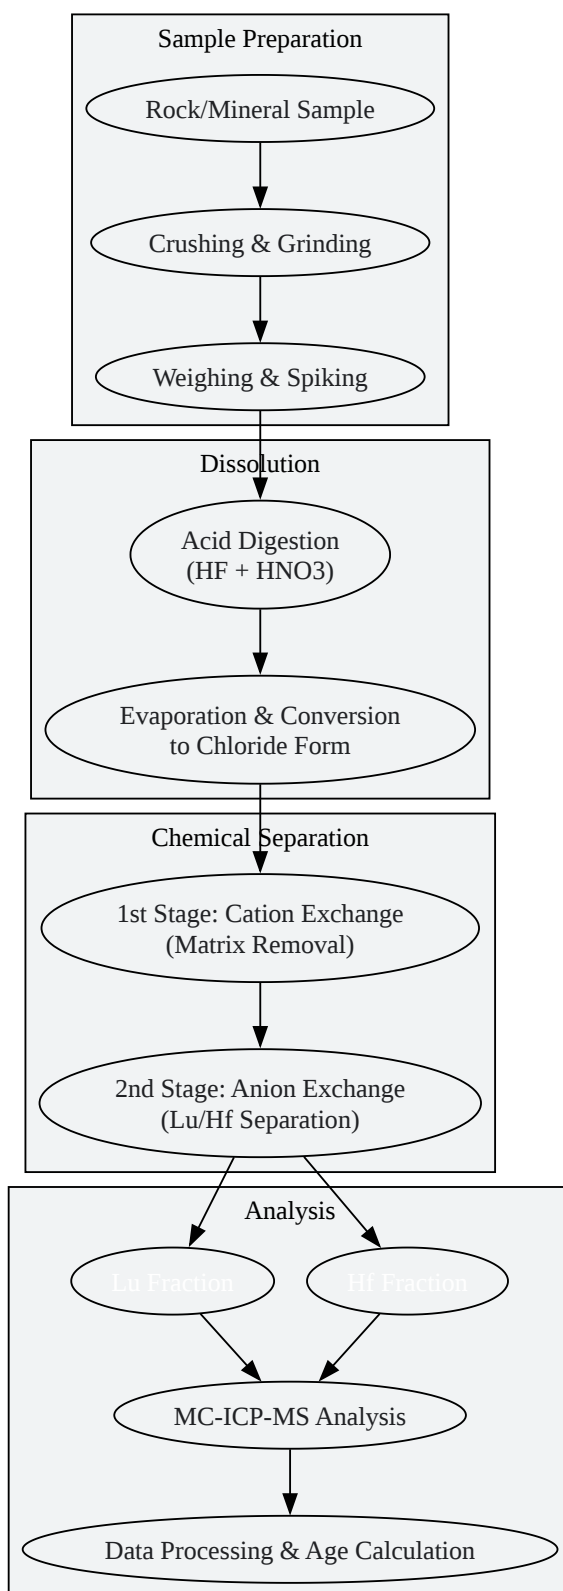 Sample Preparation
Rock/Mineral Sample
Crushing & Grinding
Weighing & Spiking
Dissolution
Acid Digestion
(HF + HNO3)
Evaporation & Conversion
to Chloride Form
Chemical Separation
1st Stage: Cation Exchange
(Matrix Removal)
2nd Stage: Anion Exchange
(Lu/Hf Separation)
Analysis
Lu Fraction
Hf Fraction
MC-ICP-MS Analysis
Data Processing & Age Calculation